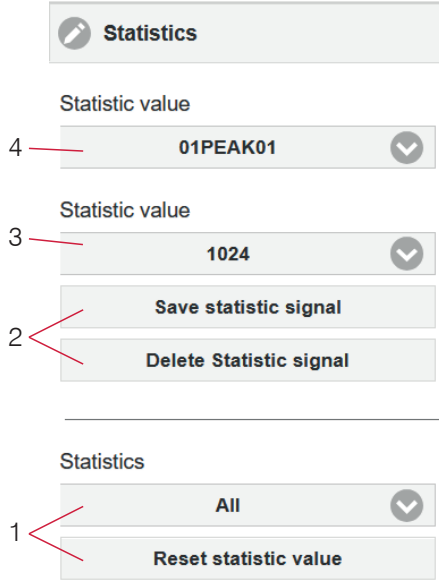 Statistics
Statistic value
4 01PEAK01
Statistic value
3 1024
Save statistic signal
2
Delete Statistic signal
Statistics
All
1
Reset statistic value